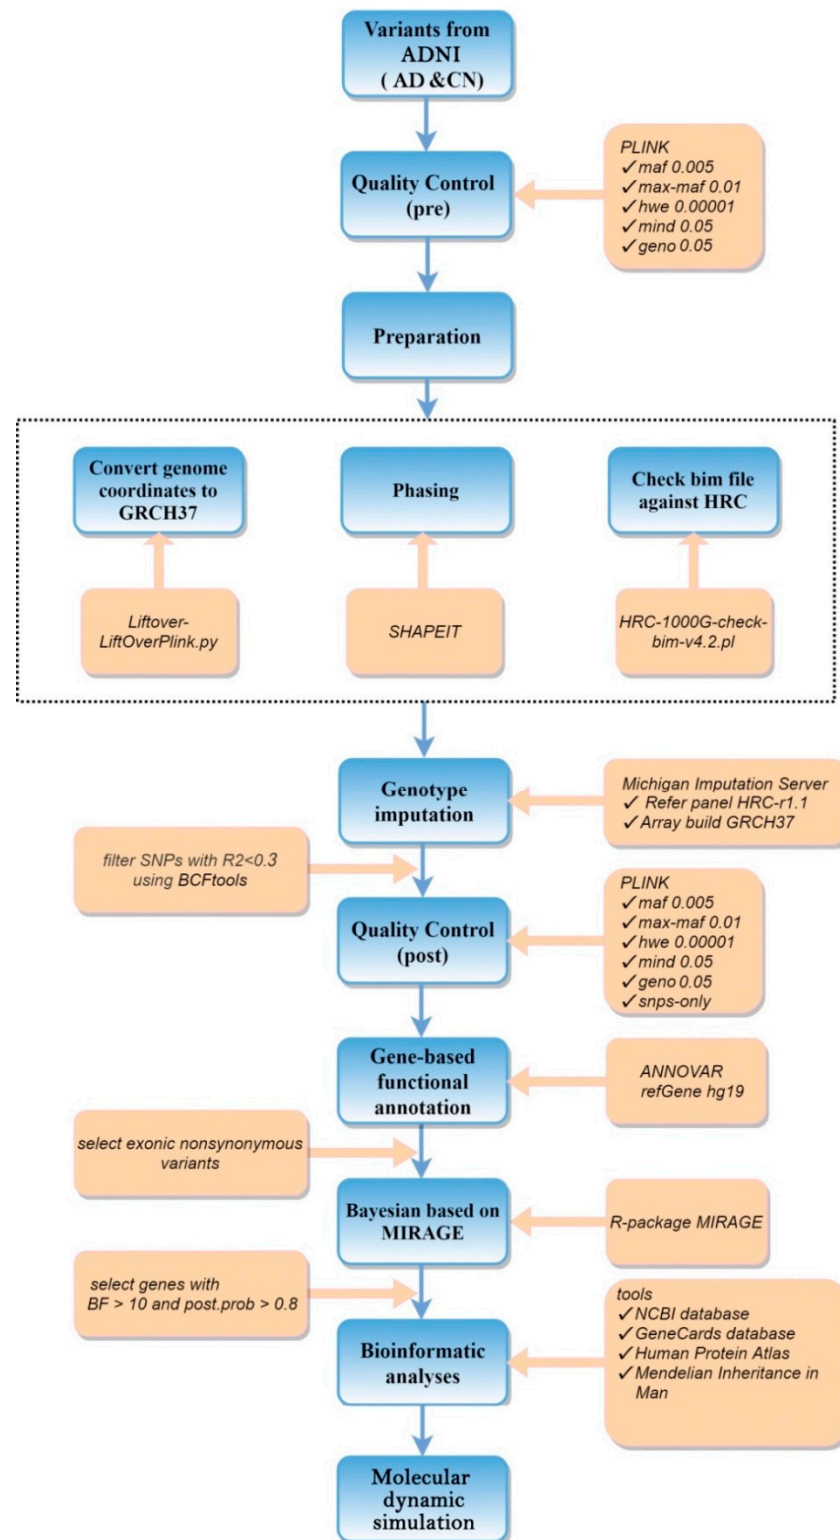 Variants from
ADNI
( AD &CN)
Quality Control
(pre)
PLINK
✓ maf 0.005
✓ max-maf 0.01
✓ hwe 0.00001
✓ mind 0.05
✓ geno 0.05
Preparation
Convert genome
coordinates to
GRCH37
Phasing
Check bim file
against HRC
Liftover-
LiftOverPlink.py
SHAPEIT
HRC-1000G-check-
bim-v4.2.pl
Genotype
imputation
Michigan Imputation Server
✓ Refer panel HRC-r1.1
✓ Array build GRCH37
filter SNPs with R2<0.3
using BCFtools
Quality Control
(post)
PLINK
✓ maf 0.005
✓ max-maf 0.01
✓ hwe 0.00001
✓ mind 0.05
✓ geno 0.05
✓ snps-only
Gene-based
functional
annotation
ANNOVAR
refGene hg19
select exonic nonsynonymous
variants
Bayesian based on
MIRAGE
R-package MIRAGE
select genes with
BF > 10 and post.prob > 0.8
Bioinformatic
analyses
tools
✓ NCBI database
✓ GeneCards database
✓ Human Protein Atlas
✓ Mendelian Inheritance in
Man
Molecular
dynamic
simulation